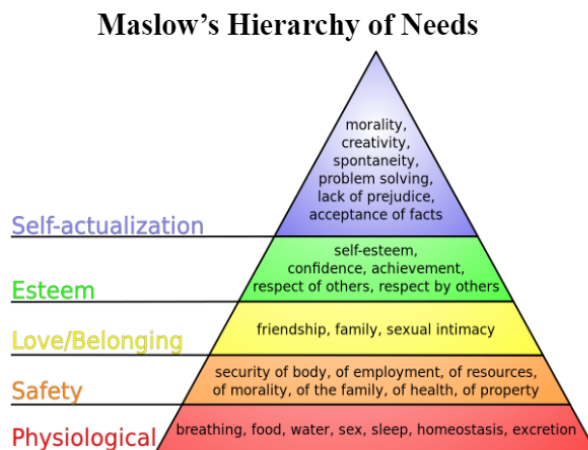 Maslow’s Hierarchy of Needs
morality,
creativity,
spontaneity,
problem solving,
lack of prejudice,
acceptance of facts
Self-actualization
self-esteem,
confidence, achievement,
respect of others, respect by others
Esteem
friendship, family, sexual intimacy
Love/Belonging
security of body, of employment, of resources,
of morality, of the family, of health, of property
Safety
breathing, food, water, sex, sleep, homeostasis, excretion
Physiological